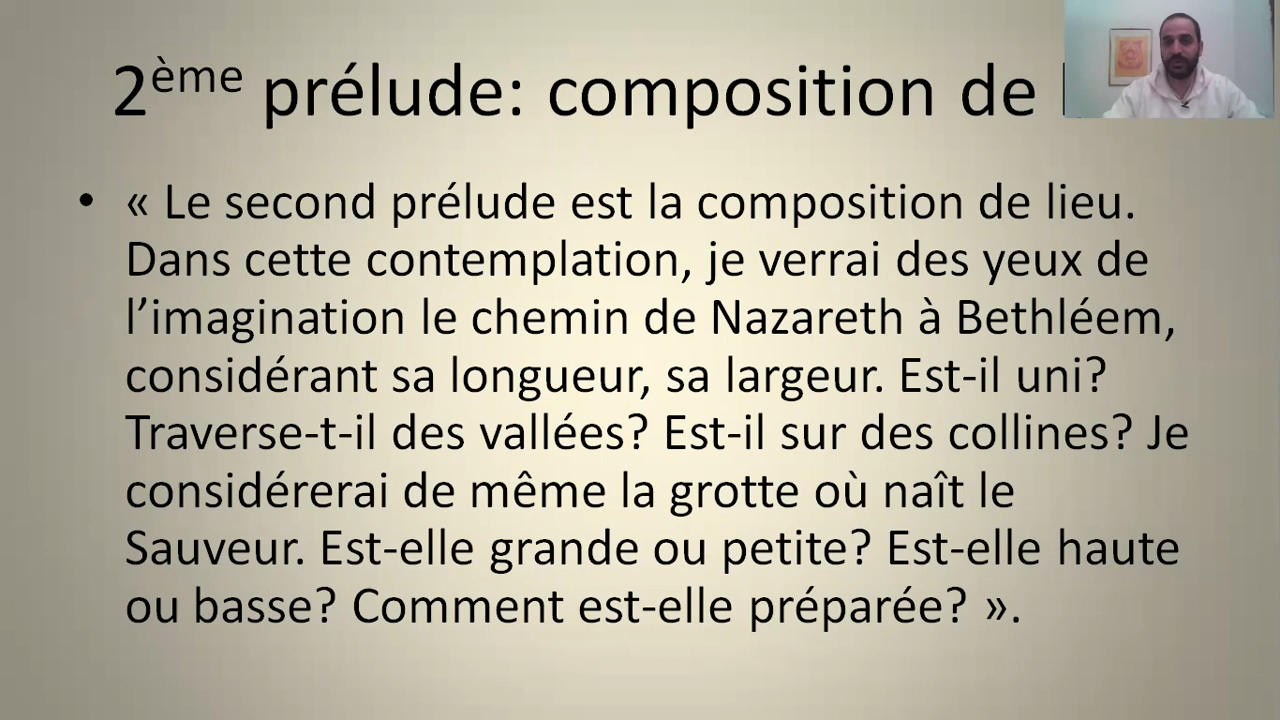 2ème prélude: composition de
• « Le second prélude est la composition de lieu.
Dans cette contemplation, je verrai des yeux de
l’imagination le chemin de Nazareth à Bethléem,
considérant sa longueur, sa largeur. Est-il uni?
Traverse-t-il des vallées? Est-il sur des collines? Je
considérerai de même la grotte où naît le
Sauveur. Est-elle grande ou petite? Est-elle haute
ou basse? Comment est-elle préparée? ».